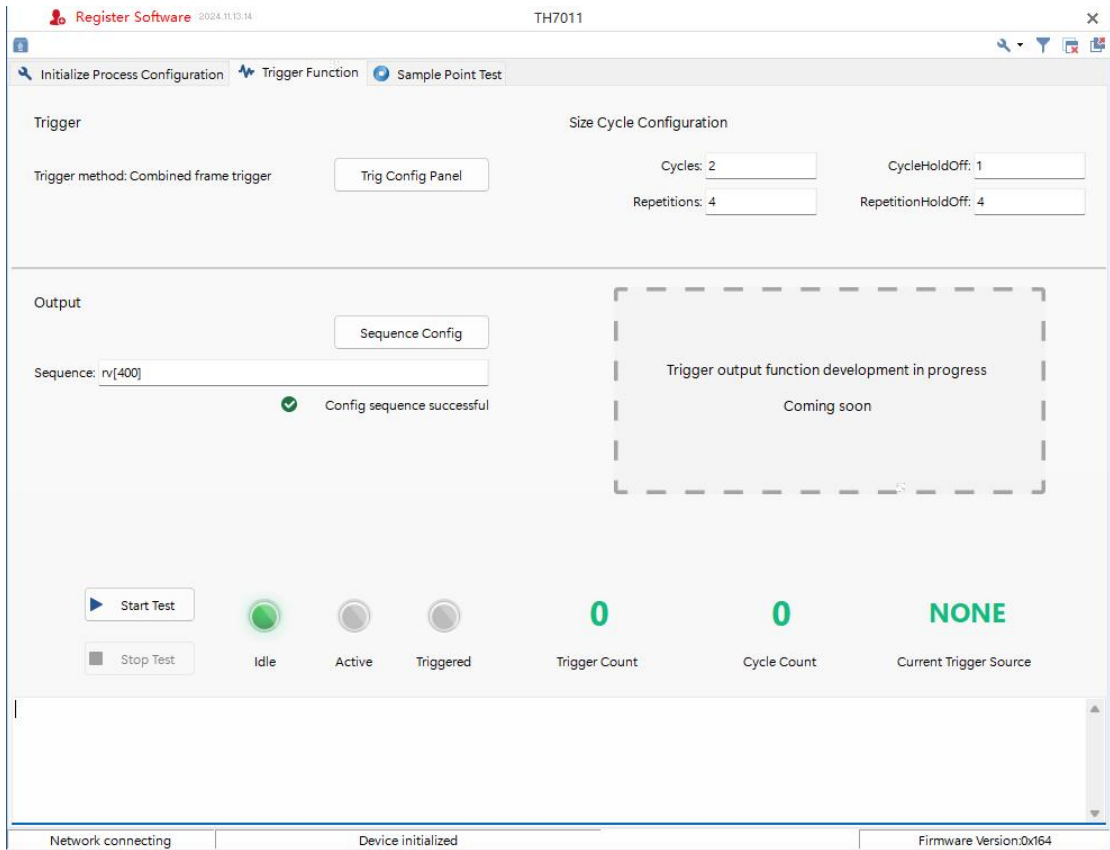 Register Software 2024.11.13.14
TH7011
Initialize Process Configuration
Trigger Function
Sample Point Test
Trigger
Trigger method: Combined frame trigger
Trig Config Panel
Size Cycle Configuration
Cycles: 2
CycleHoldOff: 1
Repetitions: 4
RepetitionHoldOff: 4
Output
Sequence Config
Sequence: rv[400]
Config sequence successful
Trigger output function development in progress
Coming soon
Start Test
Stop Test
Idle
Active
Triggered
0
Trigger Count
0
Cycle Count
NONE
Current Trigger Source
Network connecting
Device initialized
Firmware Version:0x164